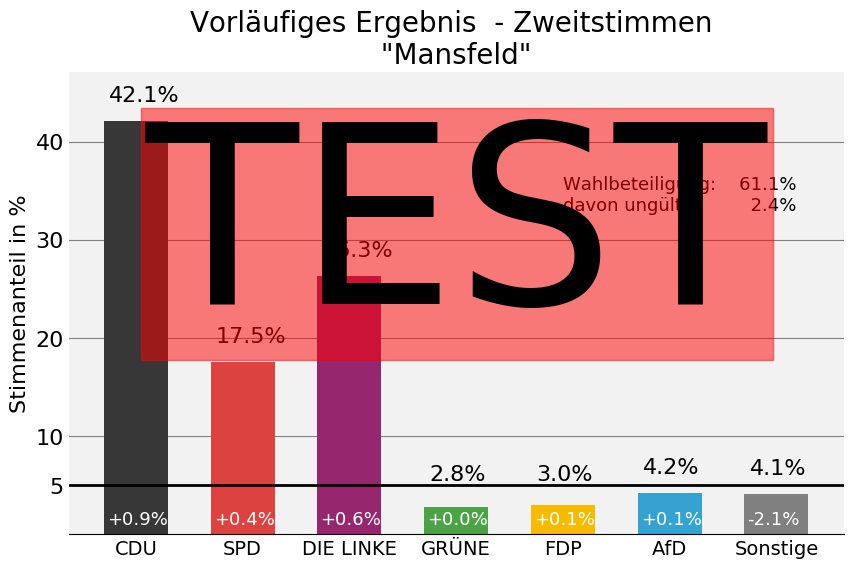 Vorläufiges Ergebnis - Zweitstimmen
"Mansfeld"
Stimmenanteil in %
40
30
20
10
5
TEST
Wahlbeteiligung: 61.1%
davon 2.4%
42.1%
17.5%
2.8%
3.0%
4.2%
4.1%
+0.9%
+0.4%
+0.6%
+0.0%
+0.1%
+0.1%
-2.1%
CDU
SPD
DIE LINKE
GRÜNE
FDP
AfD
Sonstige